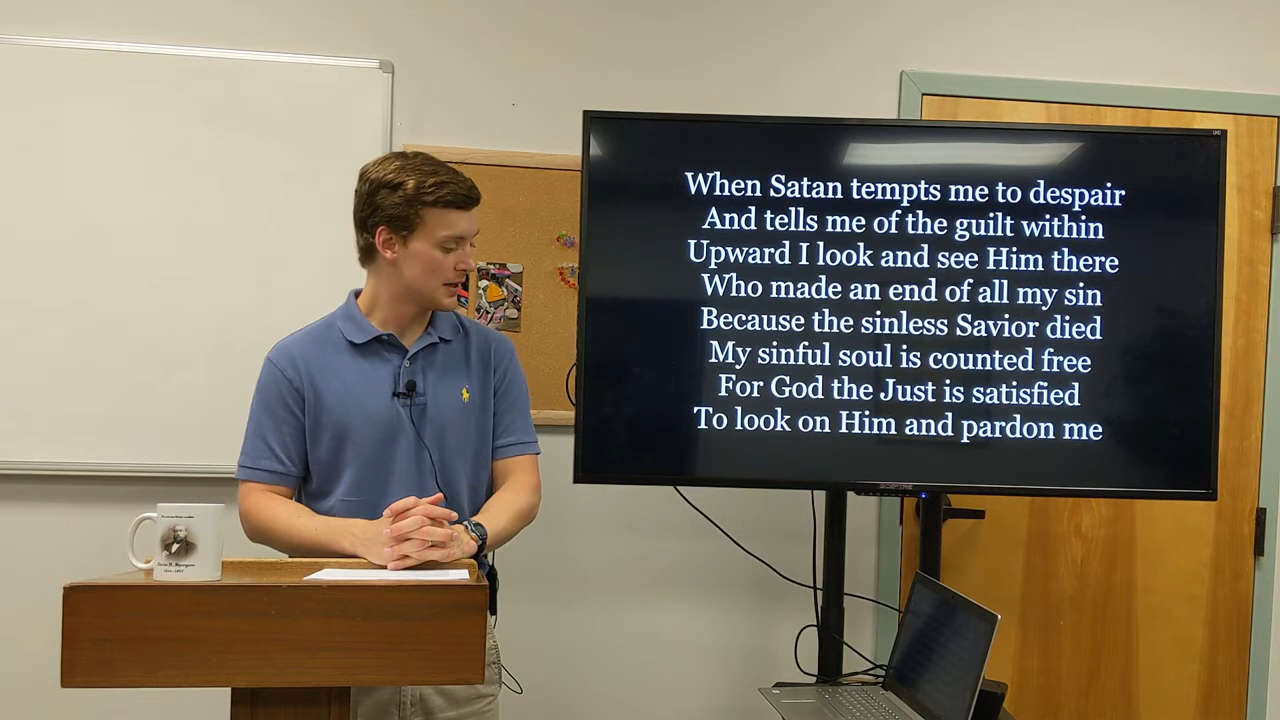 When Satan tempts me to despair
And tells me of the guilt within
Upward I look and see Him there
Who made an end of all my sin
Because the sinless Savior died
My sinful soul is counted free
For God the Just is satisfied
To look on Him and pardon me
UHD